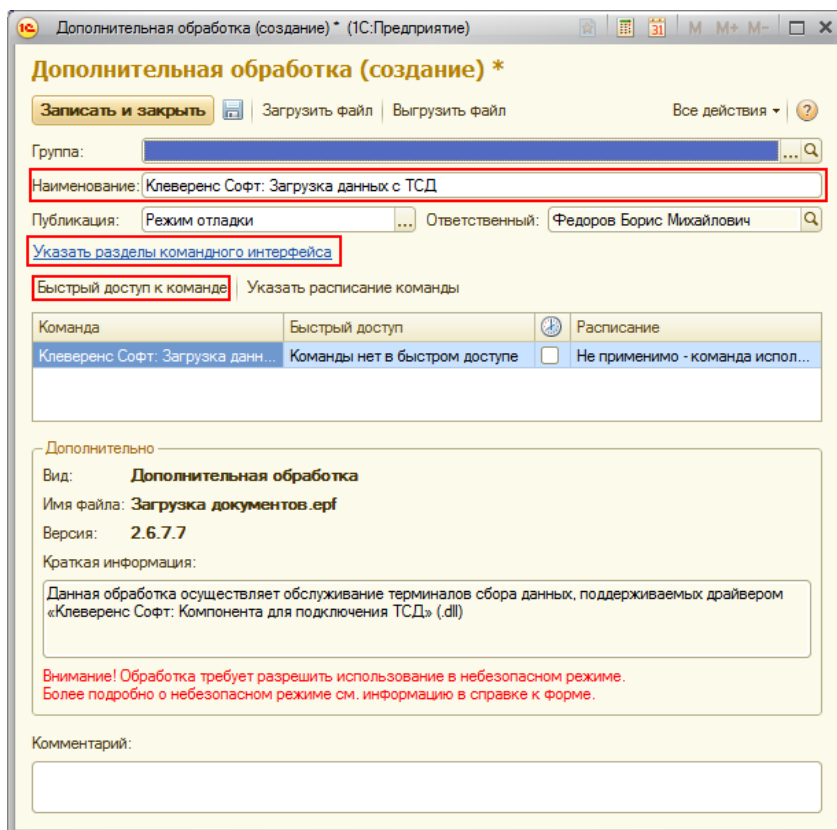 Дополнительная обработка (создание) * (1С:Предприятие) 31 M M+ M-
Дополнительная обработка (создание) *
Записать и закрыть Загрузить файл Выгрузить файл Все действия ?
Группа: ...
Наименование: Клеверенс Софт: Загрузка данных с ТСД
Публикация: Режим отладки ... Ответственный: Федоров Борис Михайлович
Указать разделы командного интерфейса
Быстрый доступ к команде Указать расписание команды
Команда Быстрый доступ Расписание
Клеверенс Софт: Загрузка данн... Команды нет в быстром доступе Не применимо - команда испол...
Дополнительно
Вид: Дополнительная обработка
Имя файла: Загрузка документов.epf
Версия: 2.6.7.7
Краткая информация:
Данная обработка осуществляет обслуживание терминалов сбора данных, поддерживаемых драйвером
«Клеверенс Софт: Компонента для подключения ТСД» (.dll)
Внимание! Обработка требует разрешить использование в небезопасном режиме.
Более подробно о небезопасном режиме см. информацию в справке к форме.
Комментарий: